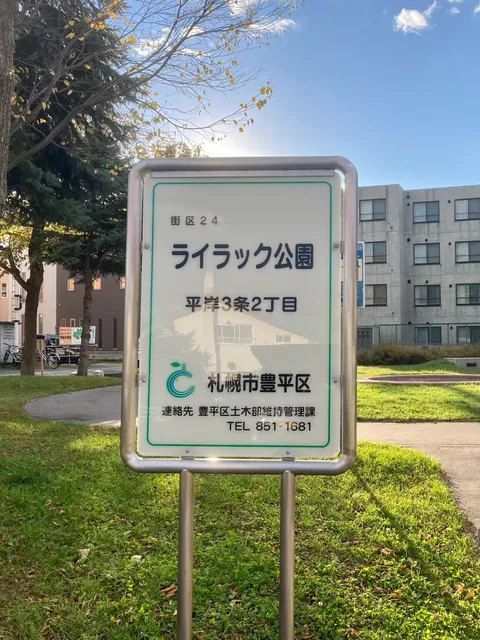 街区24
ライラック公園
平岸3条2丁目
札幌市豊平区
連絡先 豊平区土木部維持管理課
TEL 851-1681